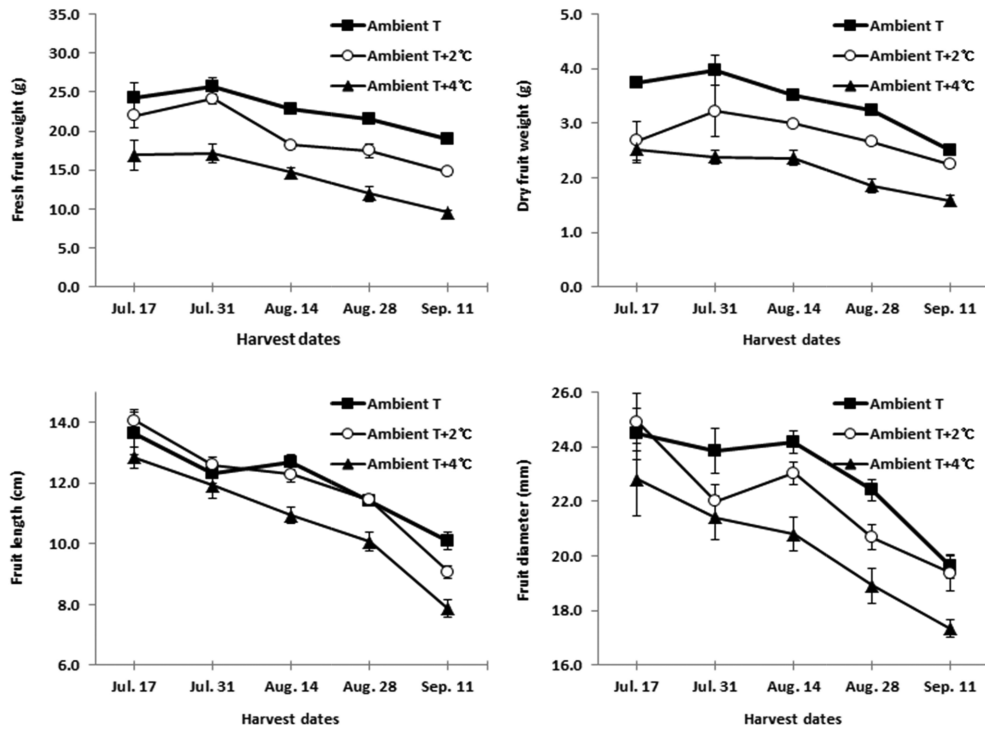 35.0
30.0
25.0
20.0
15.0
10.0
5.0
0.0
Fresh fruit weight (g)
Ambient T
Ambient T+2℃
Ambient T+4℃
Jul. 17 Jul. 31 Aug. 14 Aug. 28 Sep. 11
Harvest dates
5.0
4.0
3.0
2.0
1.0
0.0
Dry fruit weight (g)
Ambient T
Ambient T+2℃
Ambient T+4℃
Jul. 17 Jul. 31 Aug. 14 Aug. 28 Sep. 11
Harvest dates
14.0
12.0
10.0
8.0
6.0
Fruit length (cm)
Ambient T
Ambient T+2℃
Ambient T+4℃
Jul. 17 Jul. 31 Aug. 14 Aug. 28 Sep. 11
Harvest dates
26.0
24.0
22.0
20.0
18.0
16.0
Fruit diameter (mm)
Ambient T
Ambient T+2℃
Ambient T+4℃
Jul. 17 Jul. 31 Aug. 14 Aug. 28 Sep. 11
Harvest dates